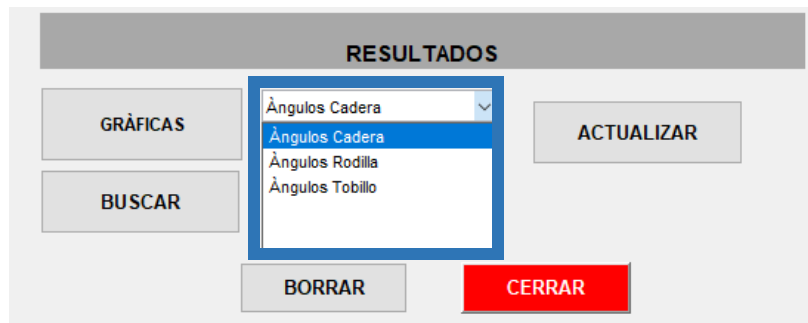 RESULTADOS
GRÀFICAS
Àngulos Cadera
ACTUALIZAR
Àngulos Cadera
Àngulos Rodilla
Àngulos Tobillo
BUSCAR
BORRAR
CERRAR